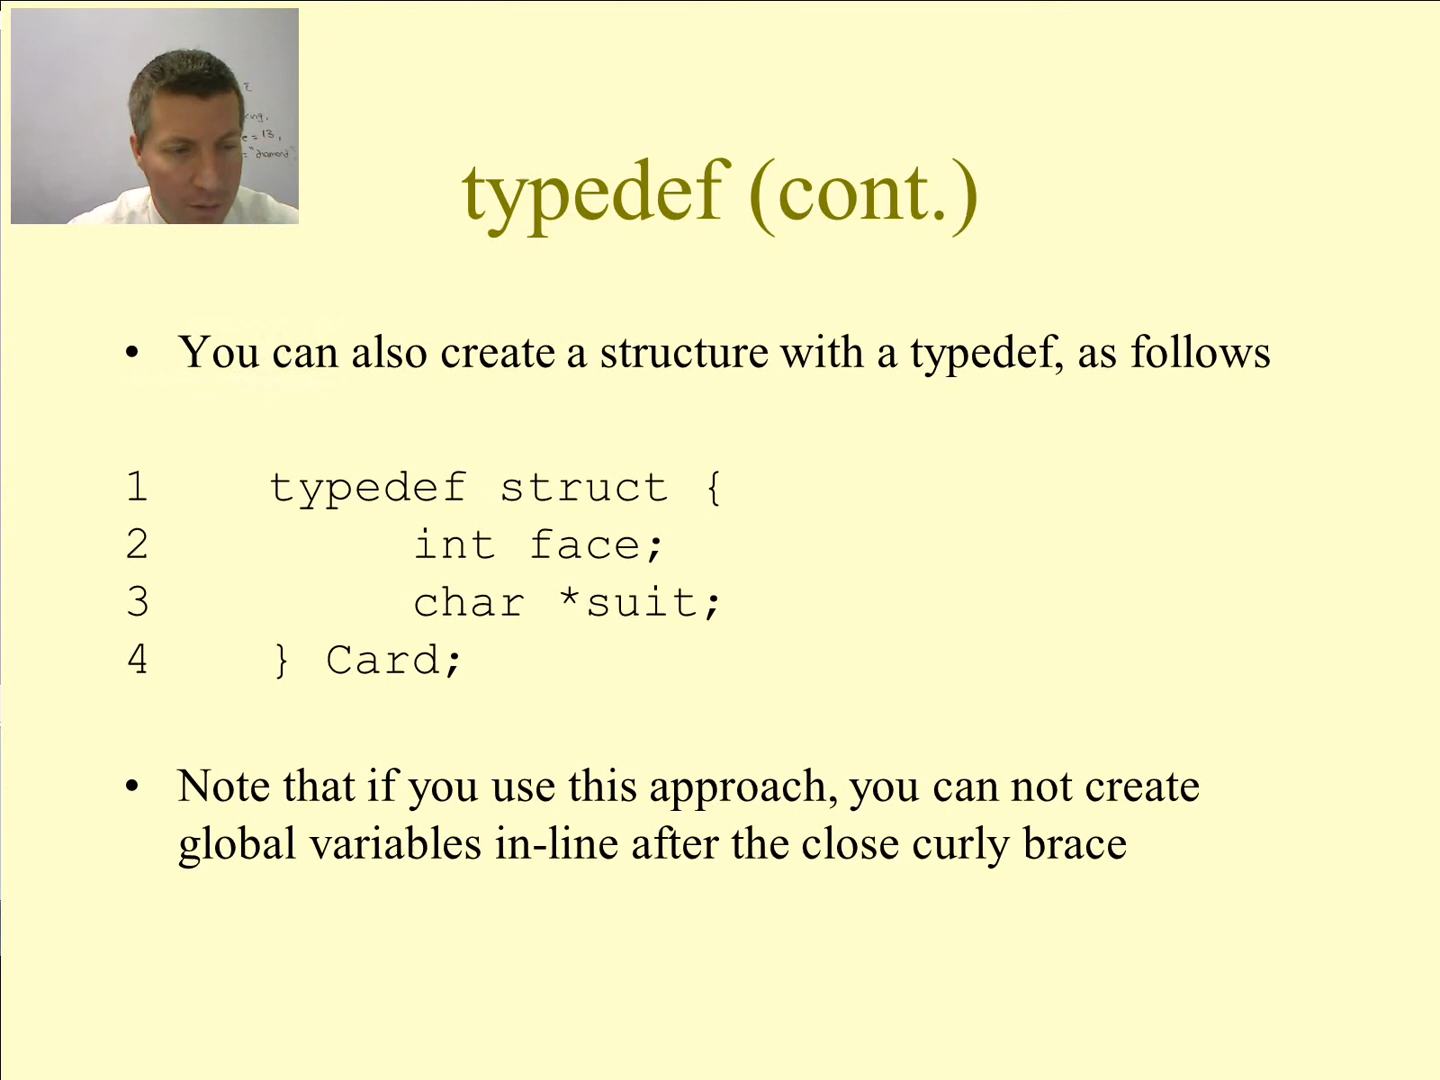 = 13,
"diamond"
typedef (cont.)
• You can also create a structure with a typedef, as follows
1 typedef struct {
2 int face;
3 char *suit;
4 } Card;
• Note that if you use this approach, you can not create
global variables in-line after the close curly brace